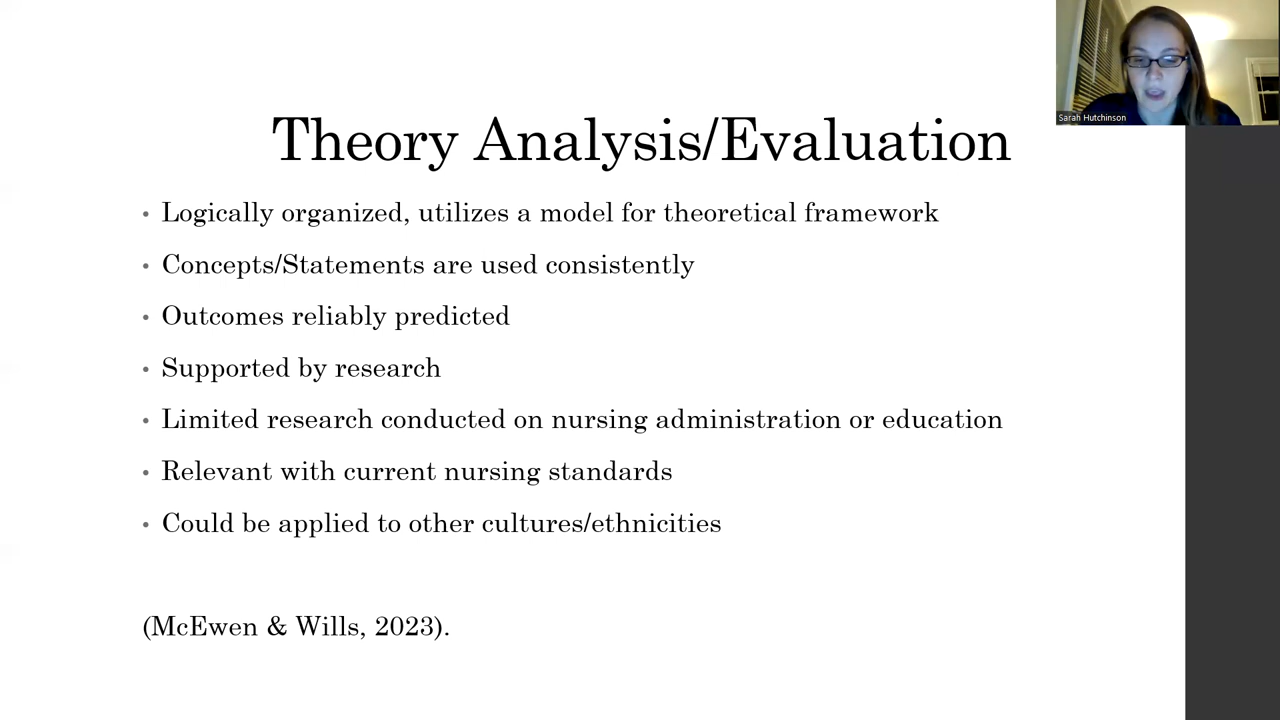 Sarah Hutchinson
Theory Analysis/Evaluation
• Logically organized, utilizes a model for theoretical framework
• Concepts/Statements are used consistently
• Outcomes reliably predicted
• Supported by research
• Limited research conducted on nursing administration or education
• Relevant with current nursing standards
• Could be applied to other cultures/ethnicities
(McEwen & Wills, 2023).